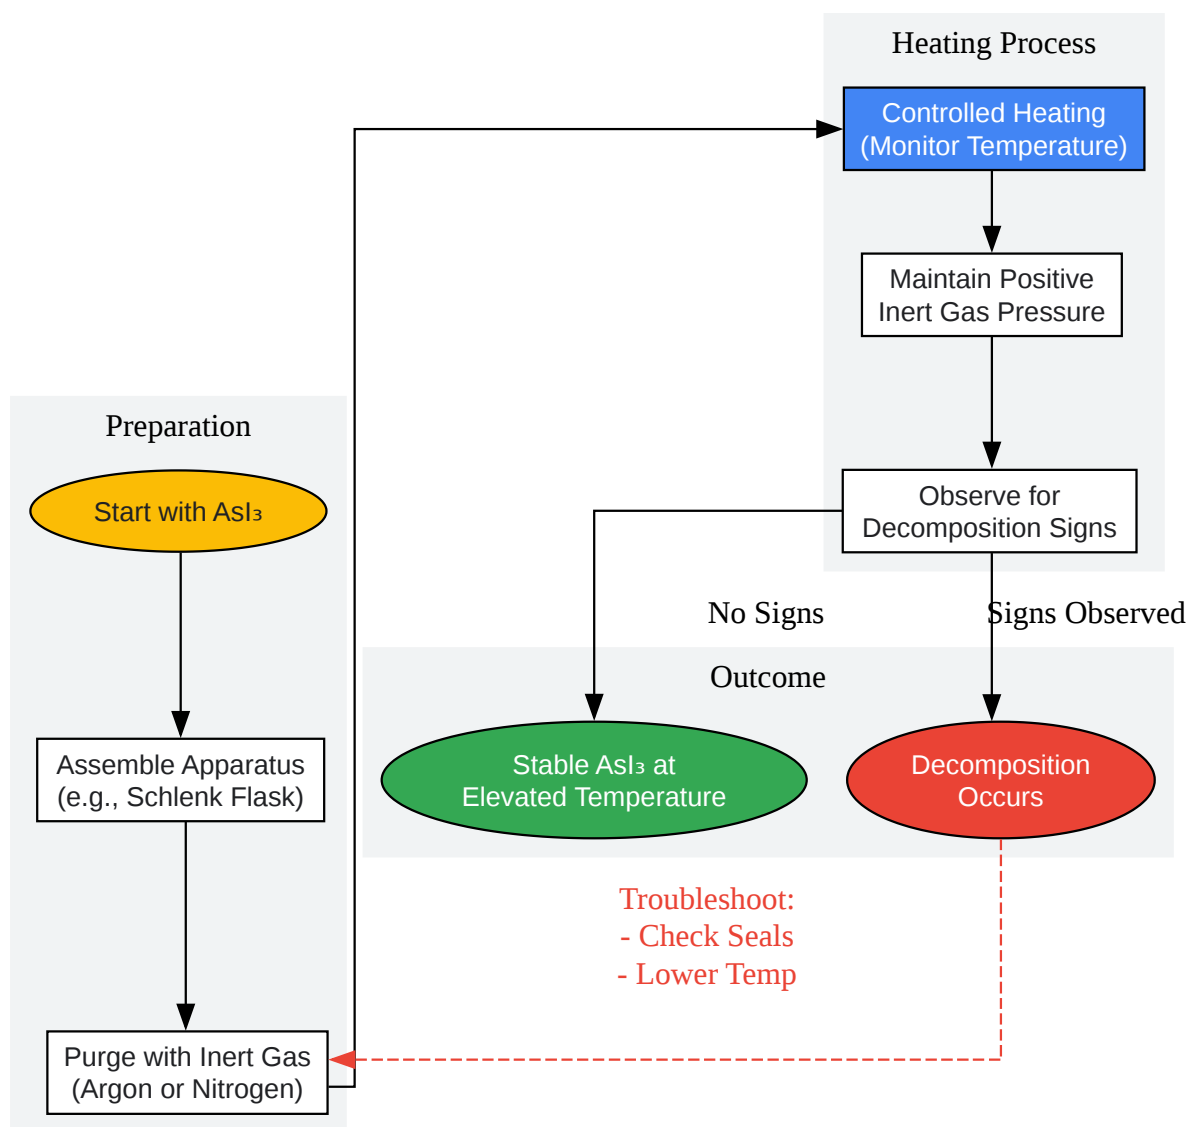 Heating Process
Controlled Heating
(Monitor Temperature)
Maintain Positive
Inert Gas Pressure
Observe for
Decomposition Signs
Preparation
Start with AsI₃
Assemble Apparatus
(e.g., Schlenk Flask)
Purge with Inert Gas
(Argon or Nitrogen)
No Signs
Signs Observed
Outcome
Stable AsI₃ at
Elevated Temperature
Decomposition
Occurs
Troubleshoot:
- Check Seals
- Lower Temp